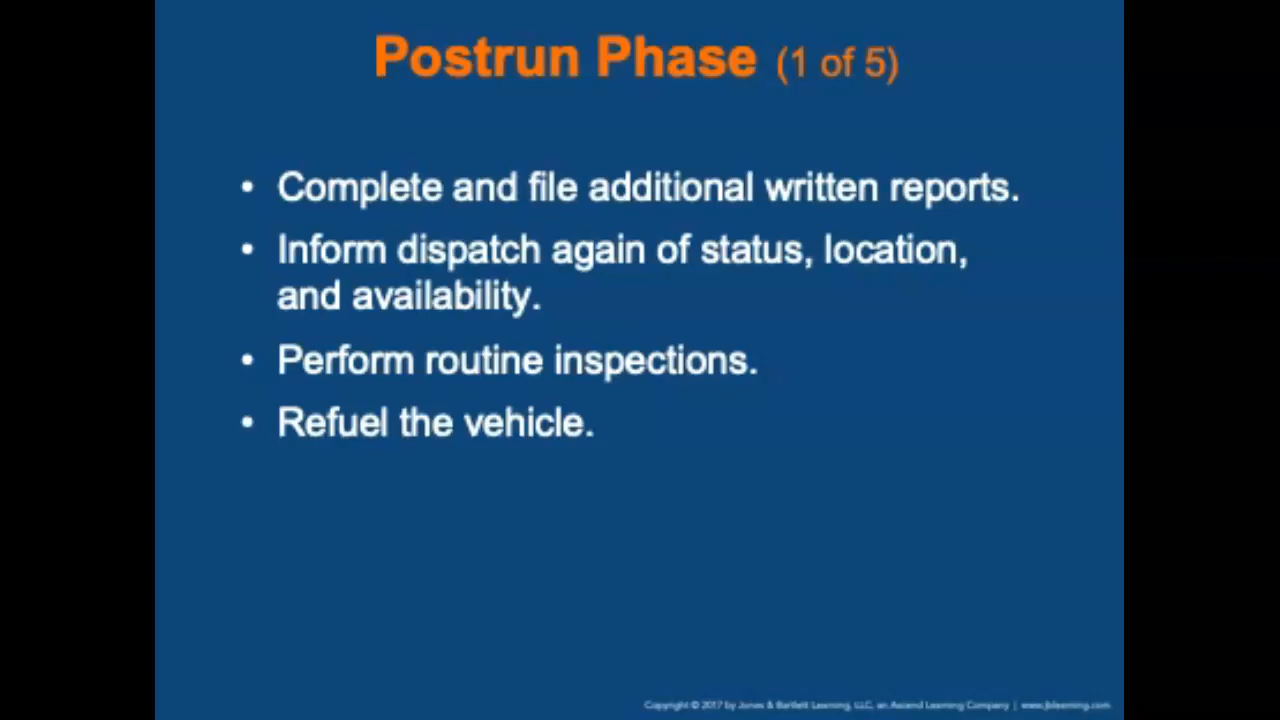 Postrun Phase (1 of 5)
• Complete and file additional written reports.
• Inform dispatch again of status, location,
and availability.
• Perform routine inspections.
• Refuel the vehicle.
Copyright © 2017 by Jones & Bartlett Learning, LLC, an Ascend Learning Company | www.jblearning.com